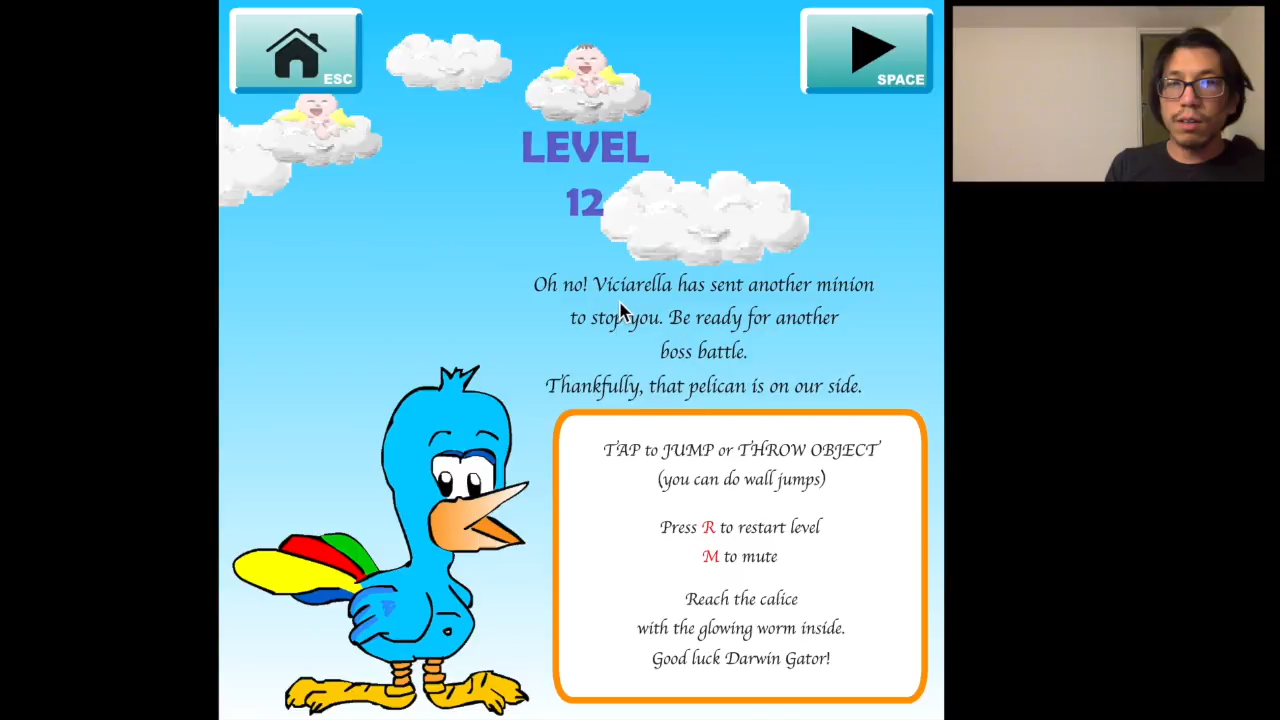 ESC
SPACE
LEVEL
12
Oh no! Viciarella has sent another minion
to stop you. Be ready for another
boss battle.
Thankfully, that pelican is on our side.
TAP to JUMP or THROW OBJECT
(you can do wall jumps)
Press R to restart level
M to mute
Reach the calice
with the glowing worm inside.
Good luck Darwin Gator!